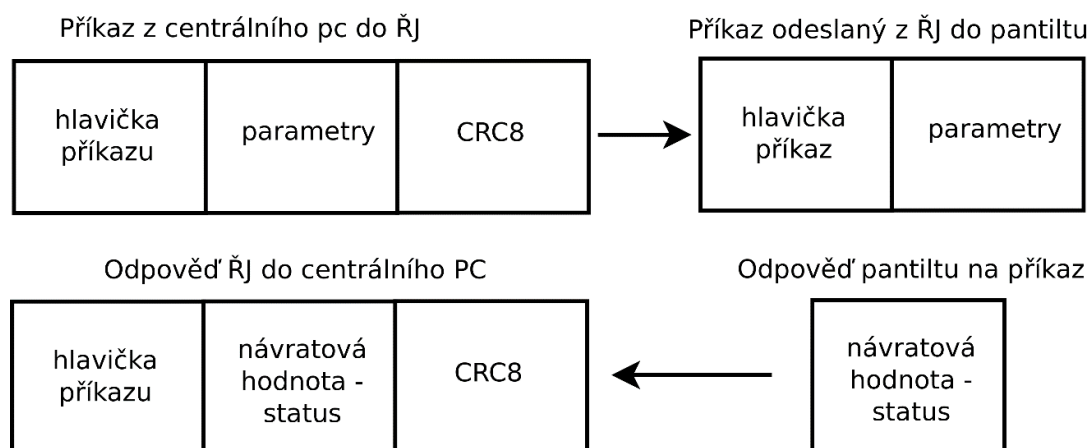 Příkaz z centrálního pc do ŘJ
Příkaz odeslaný z ŘJ do pantiltu
hlavička
příkazu
parametry
CRC8
hlavička
příkaz
parametry
Odpověď ŘJ do centrálního PC
Odpověď pantiltu na příkaz
hlavička
příkazu
návratová
hodnota -
status
CRC8
návratová
hodnota -
status